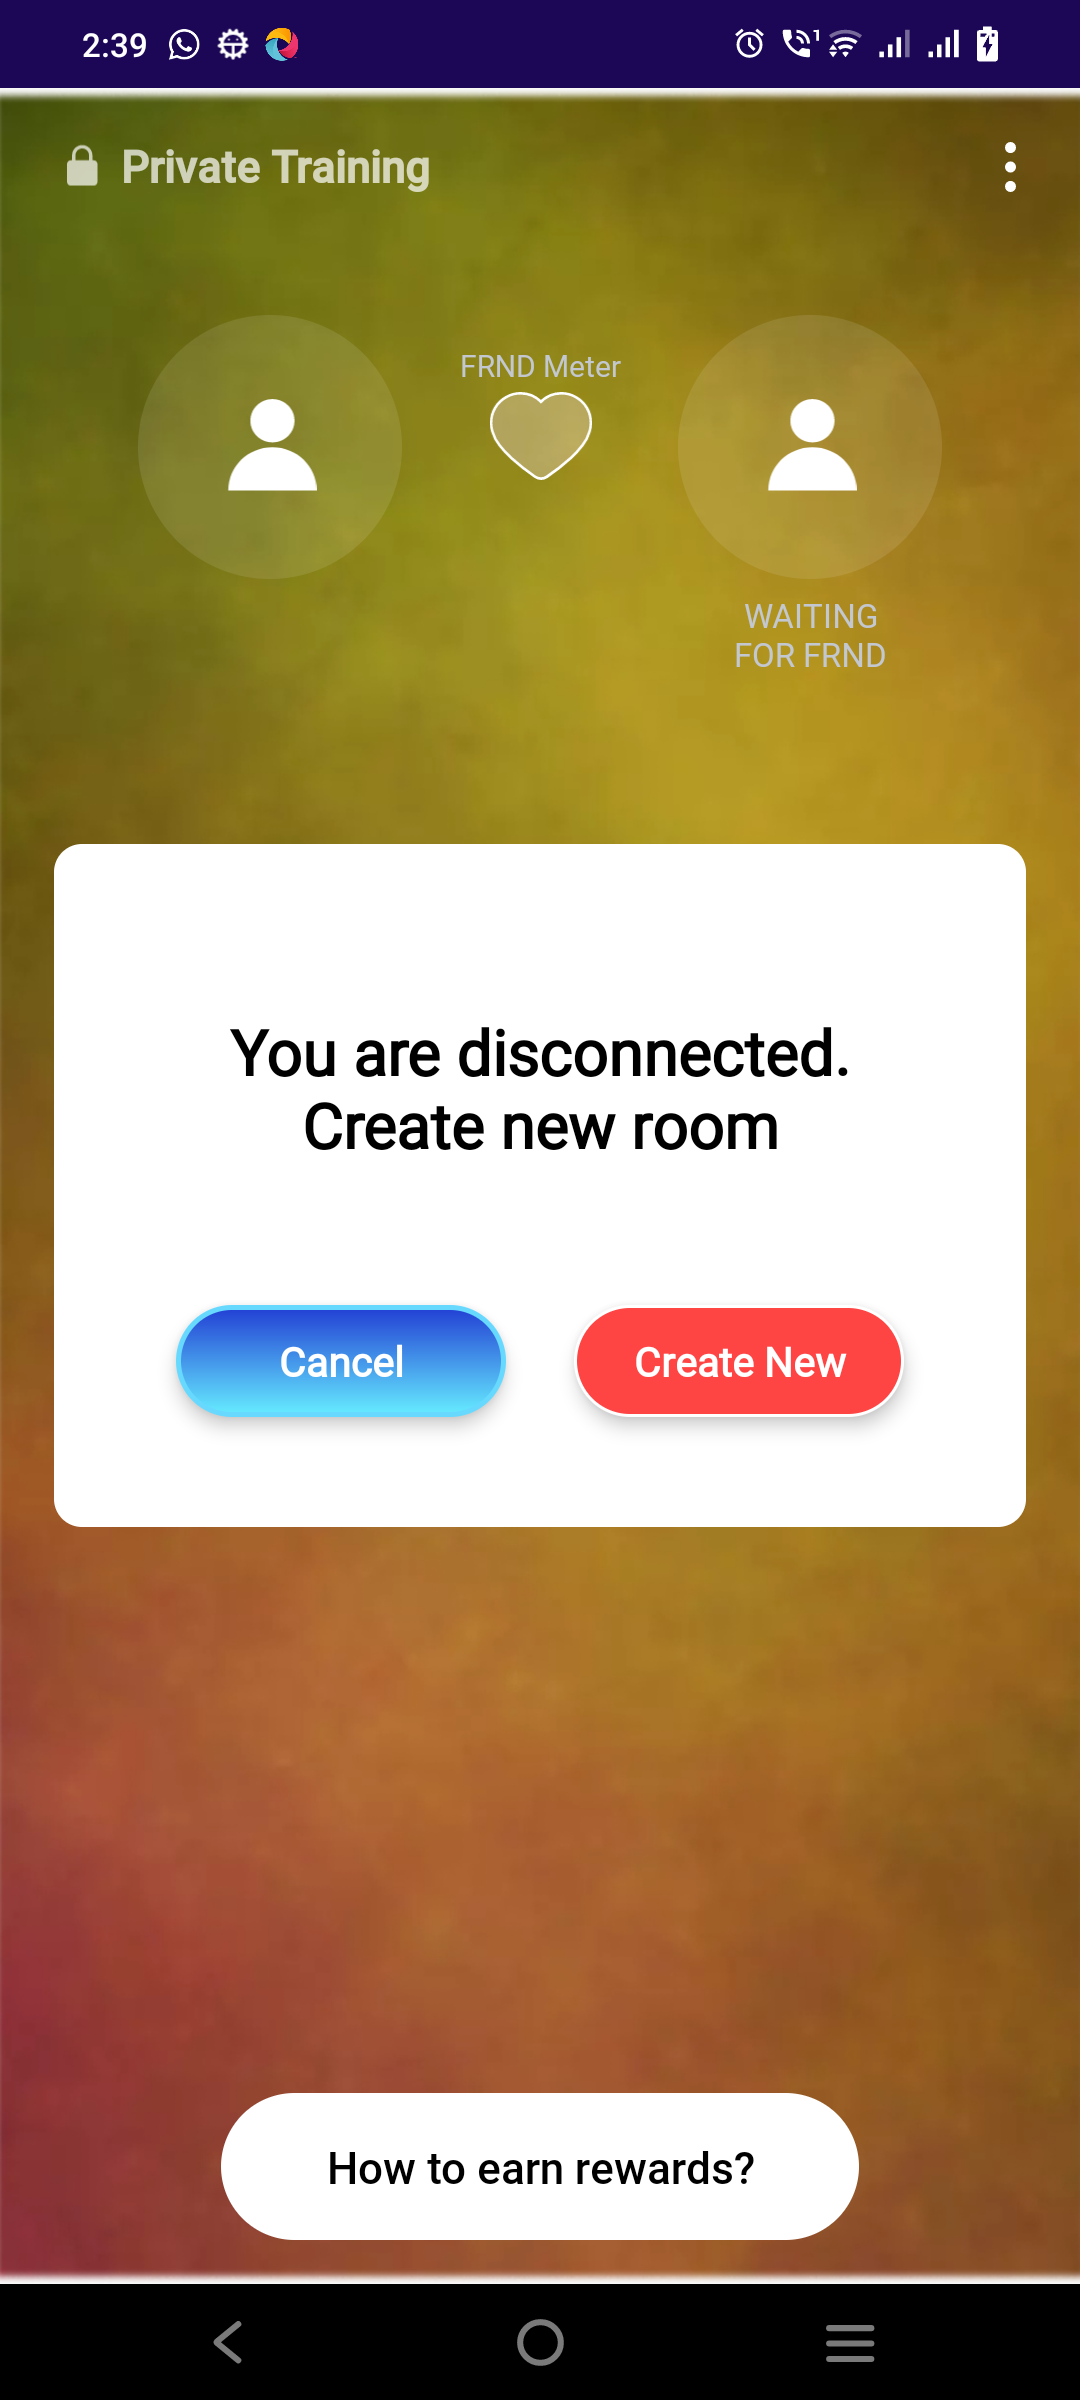 2:39
Private Training
FRND Meter
WAITING
FOR FRND
You are disconnected.
Create new room
Cancel
Create New
How to earn rewards?